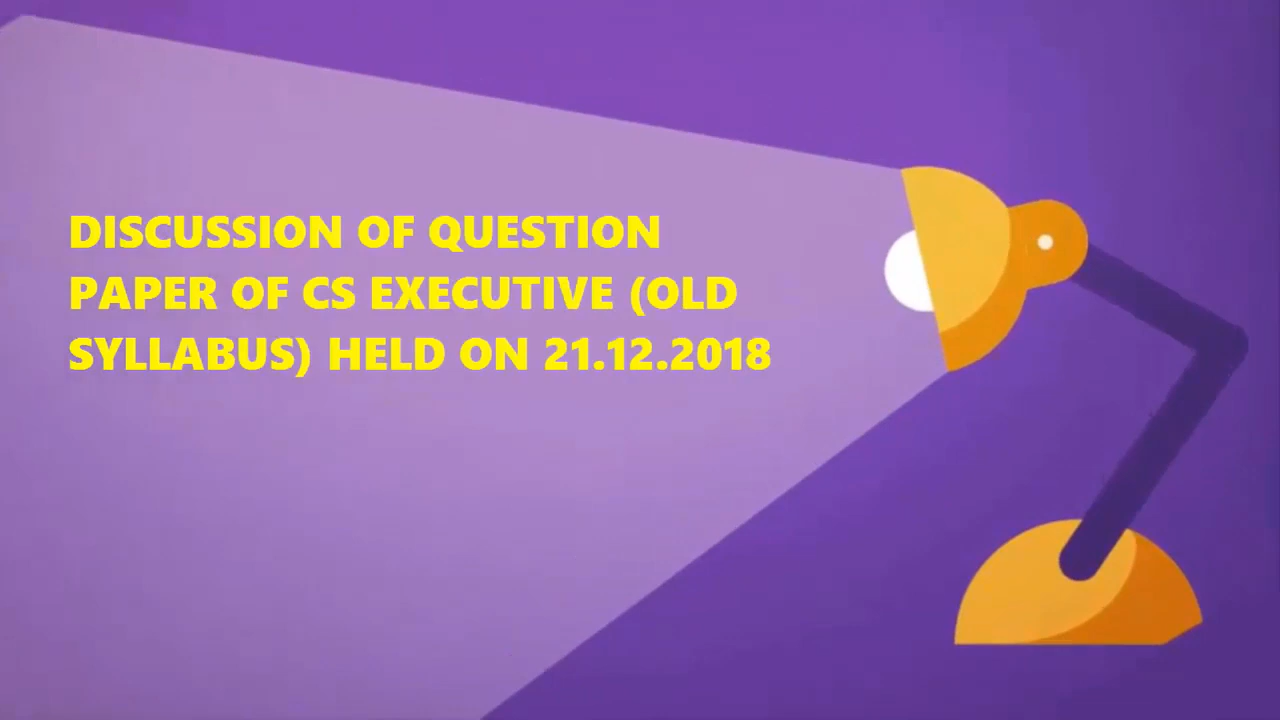 DISCUSSION OF QUESTION
PAPER OF CS EXECUTIVE (OLD
SYLLABUS) HELD ON 21.12.2018